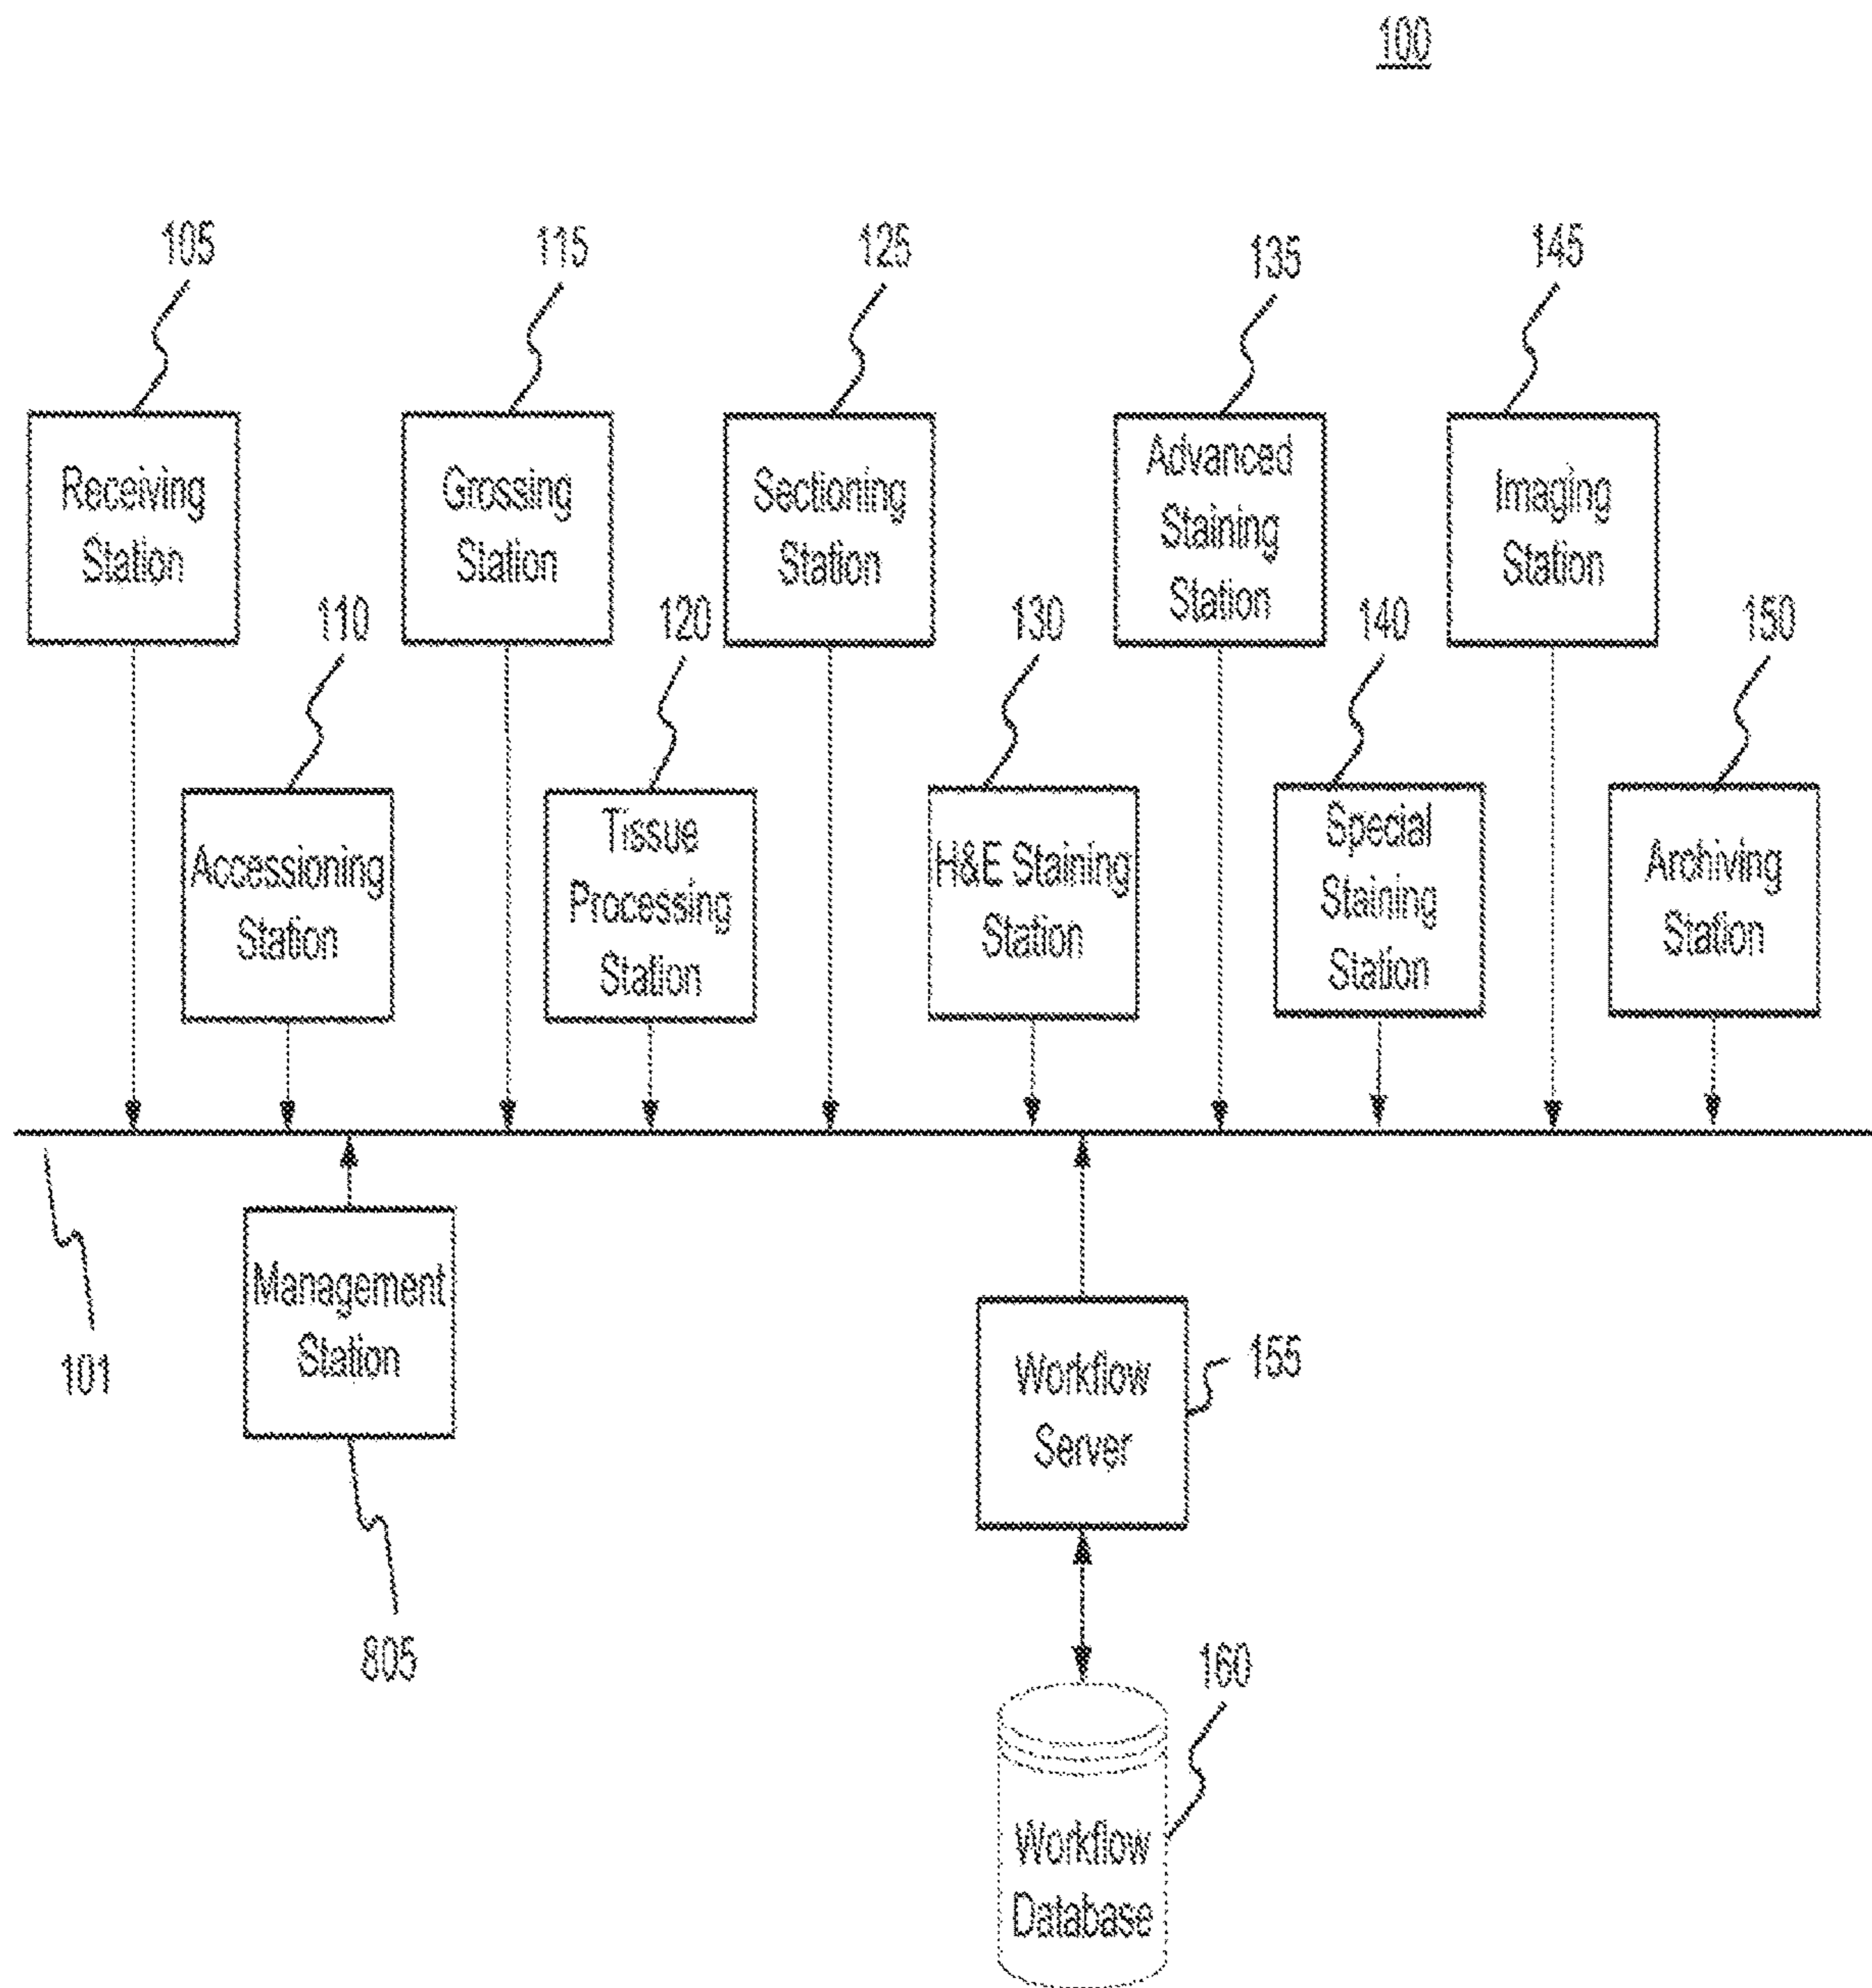 100
105
115
125
135
145
Receiving
Station
Grossing
Station
Sectioning
Station
Advanced
Staining
Station
Imaging
Station
110
120
130
140
150
Accessioning
Station
Tissue
Processing
Station
H&E Staining
Station
Special
Staining
Station
Archiving
Station
101
Management
Station
805
Workflow
Server
155
160
Workflow
Database